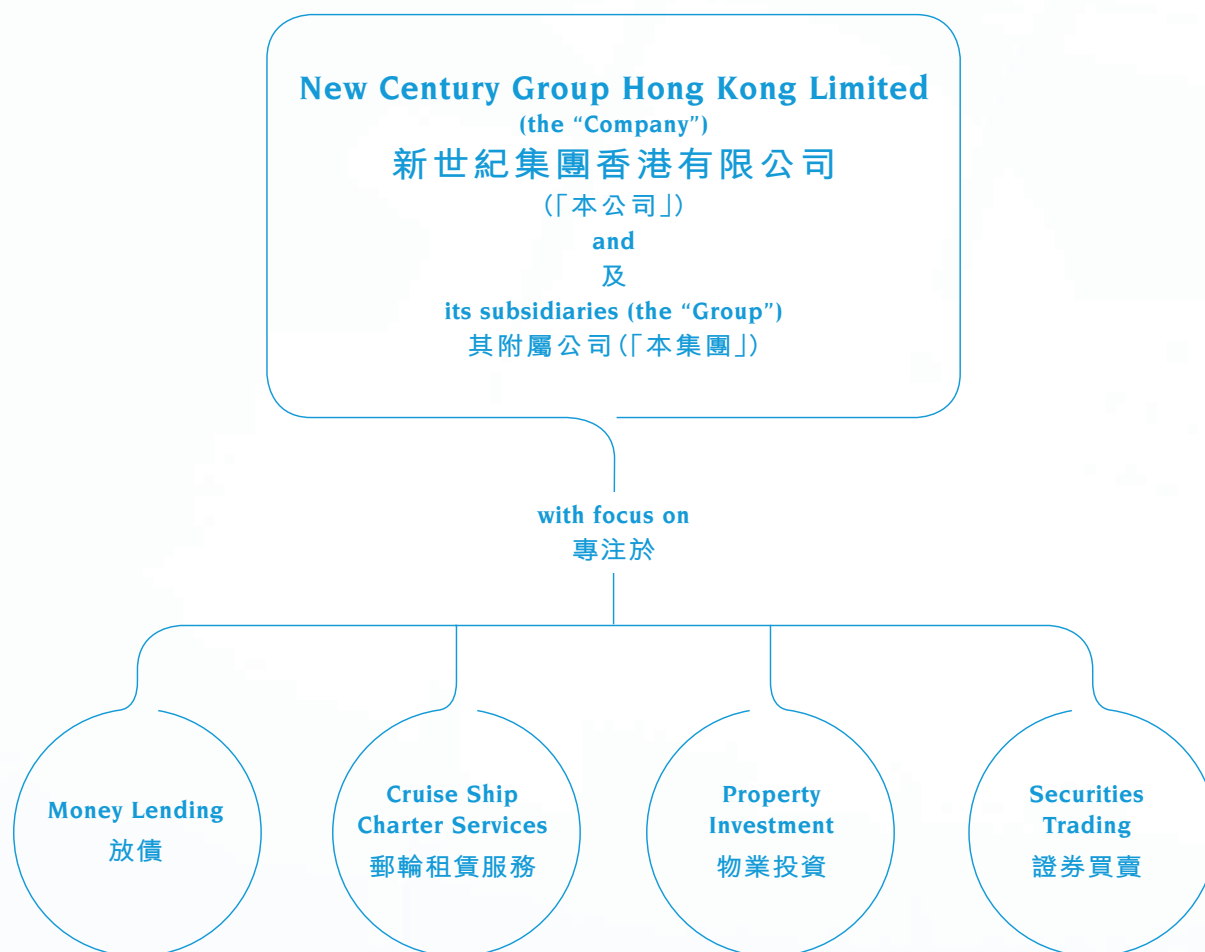 New Century Group Hong Kong Limited
(the “Company”)
新世紀集團香港有限公司
（「本公司」）
and
及
its subsidiaries (the “Group”)
其附屬公司（「本集團」）
with focus on
專注於
Money Lending
放債
Cruise Ship
Charter Services
郵輪租賃服務
Property
Investment
物業投資
Securities
Trading
證券買賣